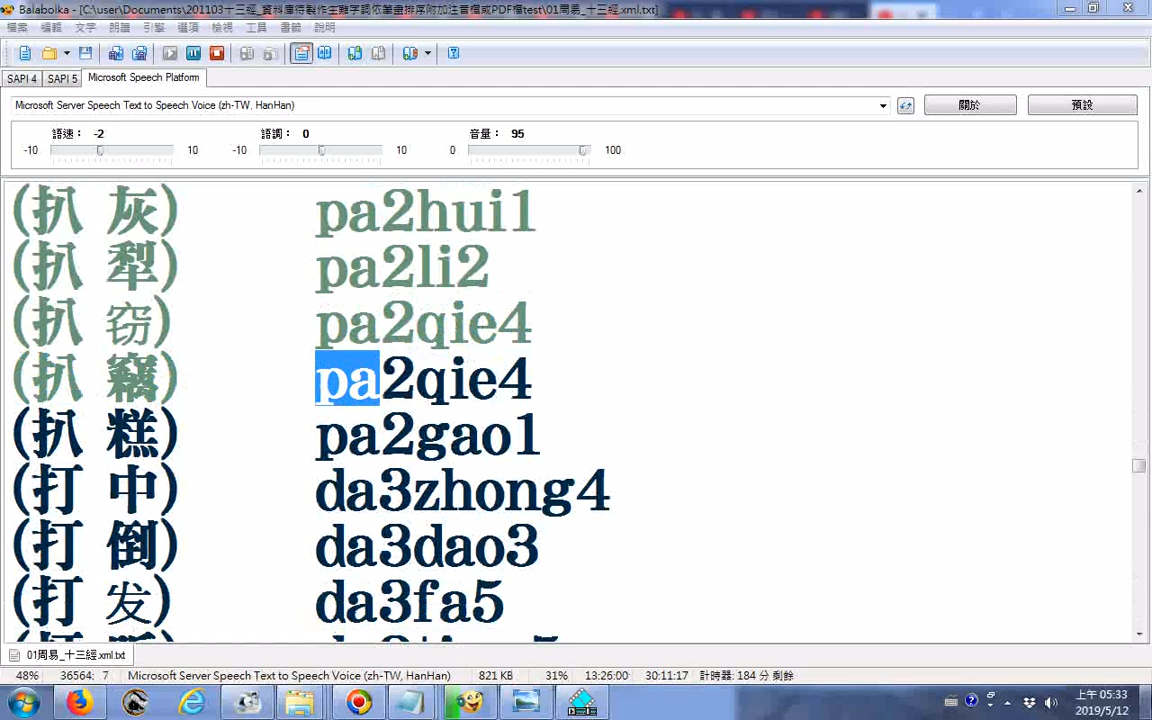 Balabolka - [C:\user\Documents\201103十三經_資料庫待製作生難字詞依筆畫排序附加注音檔或PDF檔test\01周易_十三經.xml.txt]
檔案 編輯 文字 朗讀 引擎 選項 檢視 工具 書籤 說明
SAPI 4 SAPI 5 Microsoft Speech Platform
Microsoft Server Speech Text to Speech Voice (zh-TW, HanHan) 關於 預設
語速： -2 語調： 0 音量： 95
-10 10 -10 10 0 100
(扒 灰) pa2hui1
(扒 犁) pa2li2
(扒 窃) pa2qie4
(扒 竊) pa2qie4
(扒 糕) pa2gao1
(打 中) da3zhong4
(打 倒) da3dao3
(打 发) da3fa5
01周易_十三經.xml.txt
48% 36564: 7 Microsoft Server Speech Text to Speech Voice (zh-TW, HanHan) 821 KB 31% 13:26:00 30:11:17 計時器: 184 分 剩餘
上午 05:33
2019/5/12